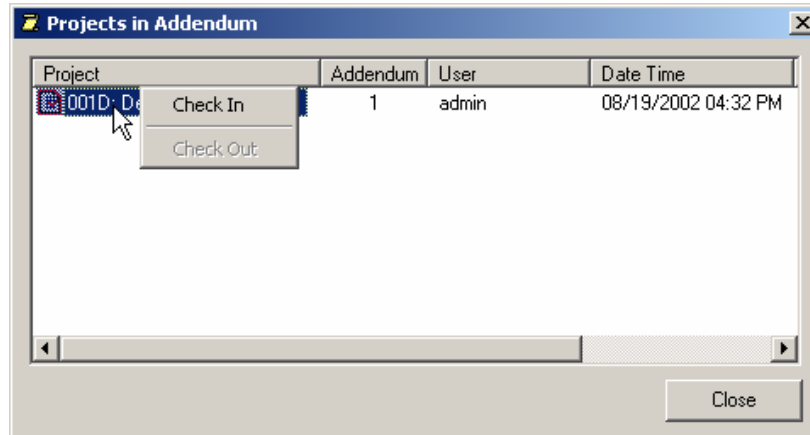 Projects in Addendum
Project Addendum User Date Time
001D: De 1 admin 08/19/2002 04:32 PM
Check In
Check Out
Close